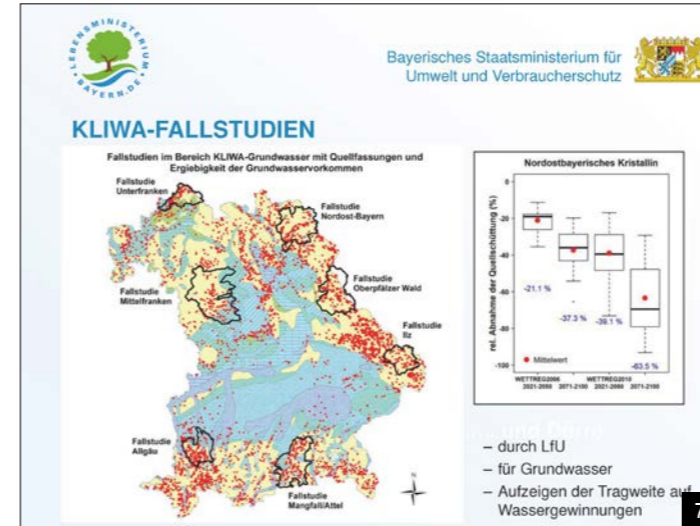 LEBENSMINISTERIUM
BAYERN.DE
Bayerisches Staatsministerium für
Umwelt und Verbraucherschutz
KLIWA-FALLSTUDIEN
Fallstudien im Bereich KLIWA-Grundwasser mit Quellfassungen und
Ergiebigkeit der Grundwasservorkommen
Fallstudie
Unterfranken
Fallstudie
Nordost-Bayern
Fallstudie
Mittelfranken
Fallstudie
Oberpfälzer Wald
Fallstudie
Ilz
Fallstudie
Allgäu
Fallstudie
Mangfall/Attel
N
Nordostbayerisches Kristallin
rel. Abnahme der Quellschüttung (%)
0
-20
-40
-60
-80
-100
-21.1 %
-37.3 %
-39.1 %
-63.5 %
Mittelwert
WETTREG2006 WETTREG2010
2021-2050 2071-2100 2021-2050 2071-2100
und Dürre
– durch LfU
– für Grundwasser
– Aufzeigen der Tragweite auf
Wassergewinnungen
7